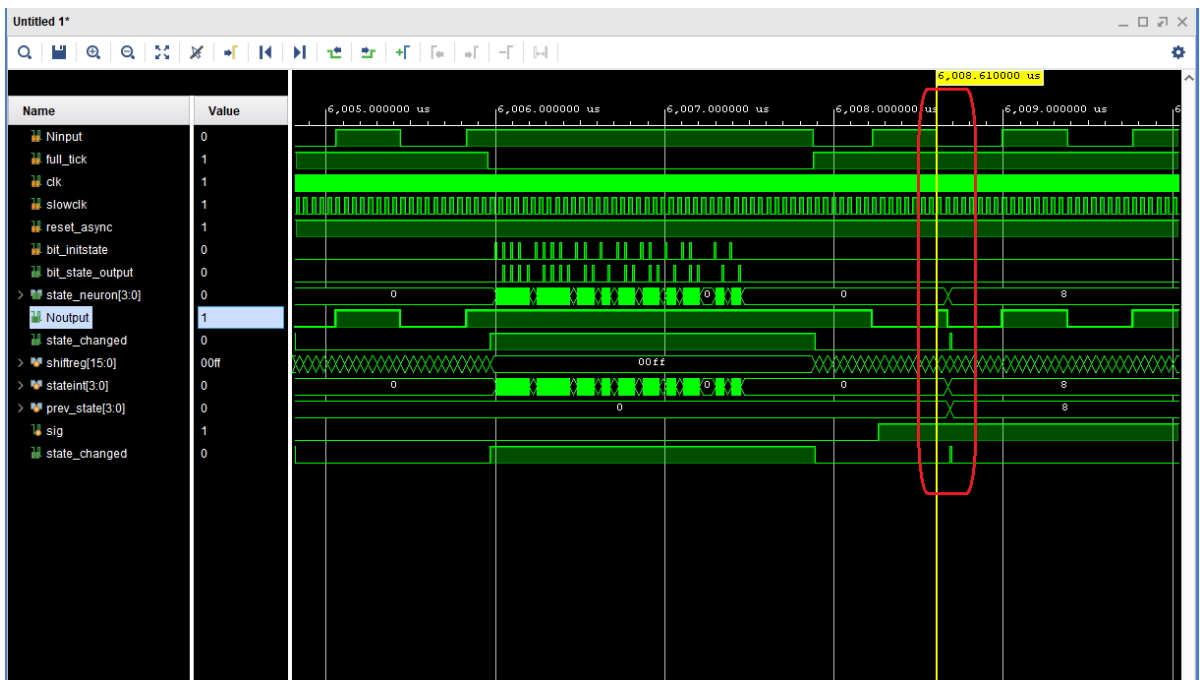 Untitled 1*
6,008.610000 us
Name Value
6,005.000000 us 6,006.000000 us 6,007.000000 us 6,008.000000 us 6,009.000000 us 6
Ninput 0
full_tick 1
clk 1
slowclk 1
reset_async 1
bit_initstate 0
bit_state_output 0
state_neuron[3:0] 0 0 0 0 8
Noutput 1
state_changed 0
shiftreg[15:0] 00ff 00ff
stateint[3:0] 0 0 0 0 8
prev_state[3:0] 0 0 8
sig 1
state_changed 0